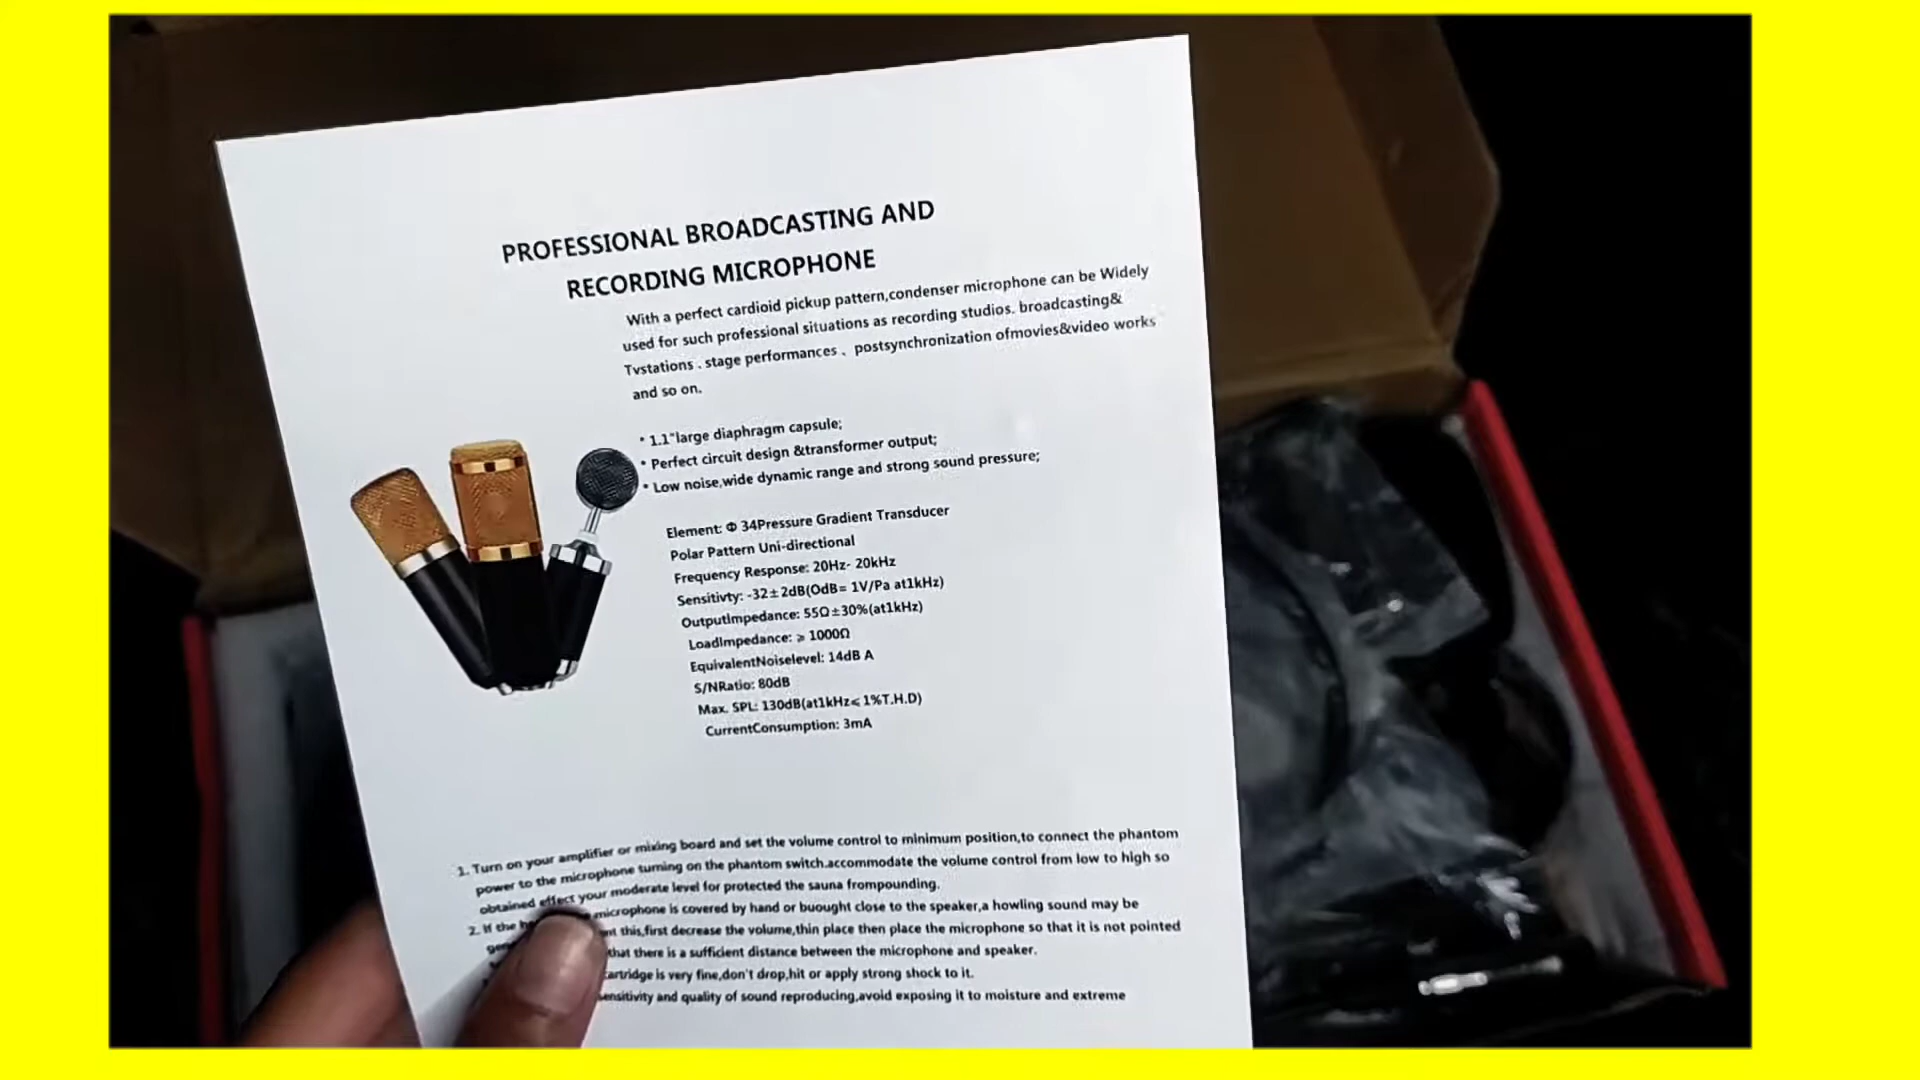 PROFESSIONAL BROADCASTING AND
RECORDING MICROPHONE
With a perfect cardioid pickup pattern,condenser microphone can be Widely
used for such professional situations as recording studios. broadcasting&
Tvstations . stage performances 、 postsynchronization ofmovies&video works
and so on.
* 1.1"large diaphragm capsule;
* Perfect circuit design &transformer output;
* Low noise,wide dynamic range and strong sound pressure;
Element: Φ 34Pressure Gradient Transducer
Polar Pattern Uni-directional
Frequency Response: 20Hz- 20kHz
Sensitivty: -32±2dB(OdB= 1V/Pa at1kHz)
OutputImpedance: 55Ω±30%(at1kHz)
LoadImpedance: ≥ 1000Ω
EquivalentNoiselevel: 14dB A
S/NRatio: 80dB
Max. SPL: 130dB(at1kHz≤ 1%T.H.D)
CurrentConsumption: 3mA
1. Turn on your amplifier or mixing board and set the volume control to minimum position,to connect the phantom
power to the microphone turning on the phantom switch.accommodate the volume control from low to high so
obtained effect your moderate level for protected the sauna frompounding.
2. If the microphone is covered by hand or buought close to the speaker,a howling sound may be
this,first decrease the volume,thin place then place the microphone so that it is not pointed
that there is a sufficient distance between the microphone and speaker.
cartridge is very fine,don't drop,hit or apply strong shock to it.
sensitivity and quality of sound reproducing,avoid exposing it to moisture and extreme